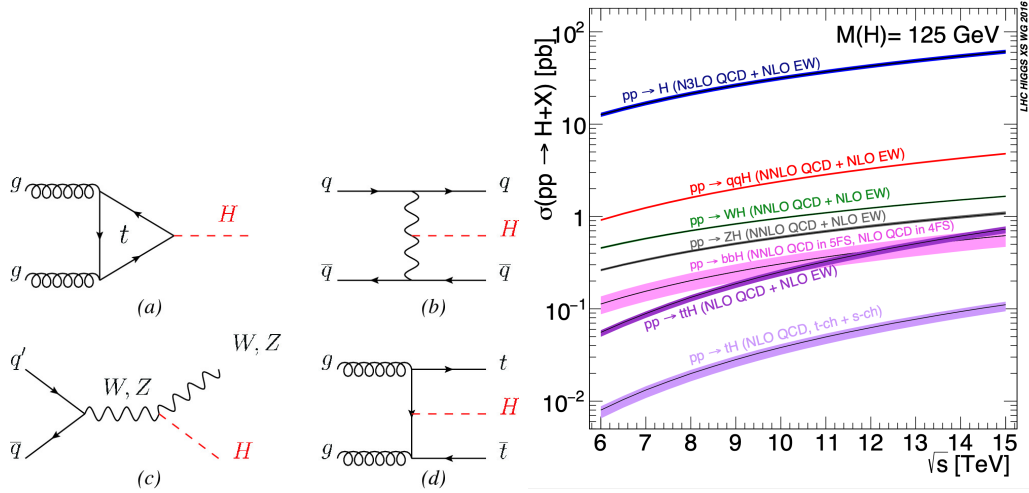 g
t
H
g
(a)
q
q
H
q̅
q̅
(b)
q′
W, Z
W, Z
q̅
H
(c)
g
t
H
g
t̅
(d)
M(H)= 125 GeV
LHC HIGGS XS WG 2016
σ(pp → H+X) [pb]
10²
10
1
10⁻¹
10⁻²
pp → H (N3LO QCD + NLO EW)
pp → qqH (NNLO QCD + NLO EW)
pp → WH (NNLO QCD + NLO EW)
pp → ZH (NNLO QCD + NLO EW)
pp → bbH (NNLO QCD in 5FS, NLO QCD in 4FS)
pp → ttH (NLO QCD + NLO EW)
pp → tH (NLO QCD, t-ch + s-ch)
6 7 8 9 10 11 12 13 14 15
√s [TeV]